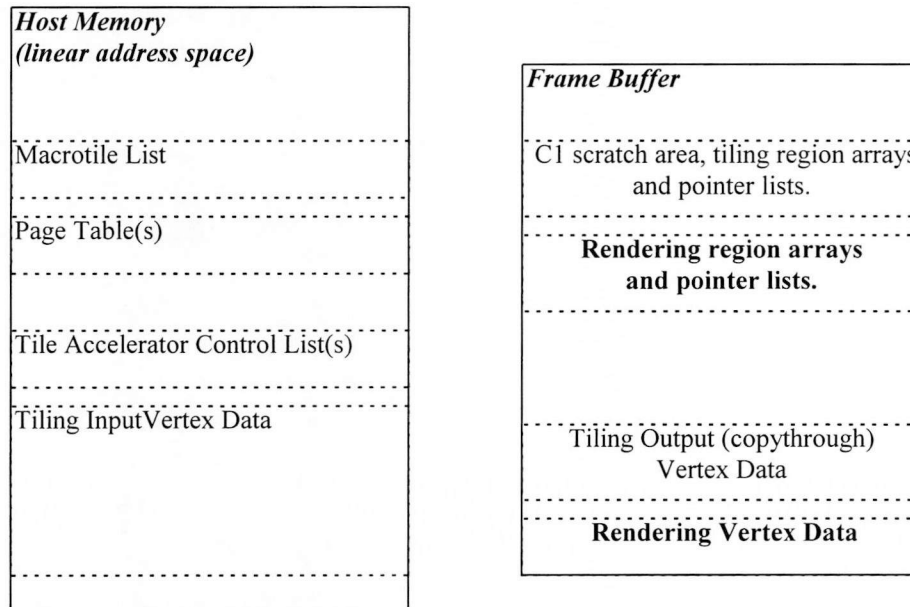 Host Memory
(linear address space)
Macrotile List
Page Table(s)
Tile Accelerator Control List(s)
Tiling InputVertex Data
Frame Buffer
C1 scratch area, tiling region arrays
and pointer lists.
Rendering region arrays
and pointer lists.
Tiling Output (copythrough)
Vertex Data
Rendering Vertex Data